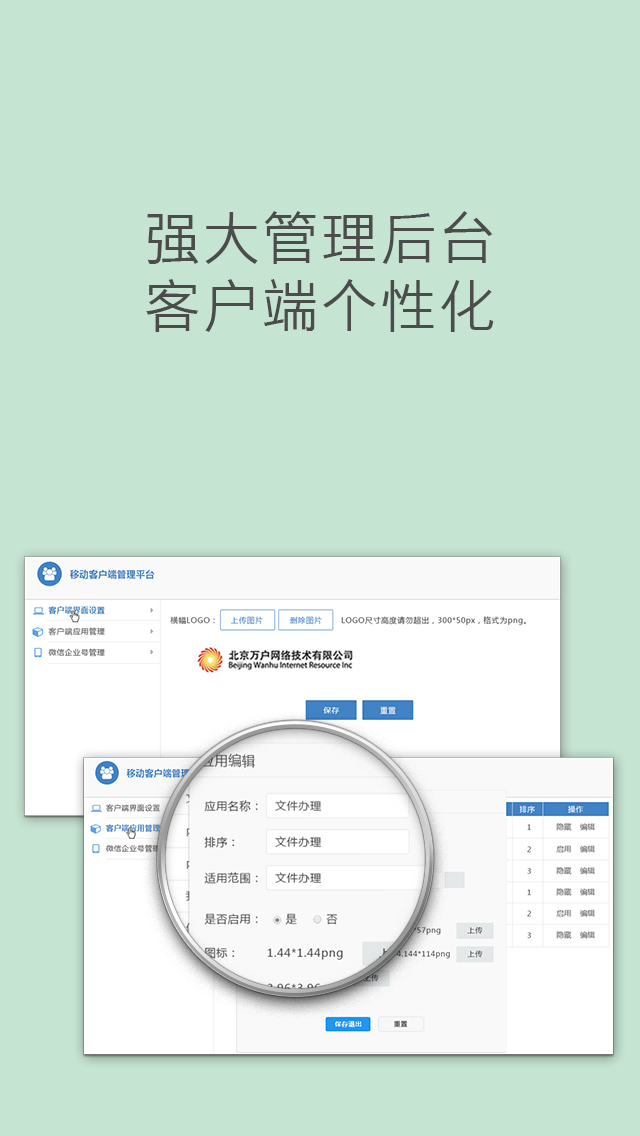 强大管理后台
客户端个性化
移动客户端管理平台
客户端界面设置
客户端应用管理
微信企业号管理
横幅LOGO： 上传图片 删除图片 LOGO尺寸高度请勿超出，300*50px，格式为png。
北京万户网络技术有限公司
Beijing Wanhu Internet Resource Inc
保存 重置
移动客户端管理
客户端界面设置
客户端应用管理
微信企业号管理
应用编辑
应用名称： 文件办理
排序： 文件办理
适用范围： 文件办理
是否启用： 是 否
图标： 1.44*1.44png
*57png 上传
4.144*114png 上传
上传
保存退出 重置
排序 操作
1 隐藏 编辑
2 启用 编辑
3 隐藏 编辑
1 隐藏 编辑
2 启用 编辑
3 隐藏 编辑